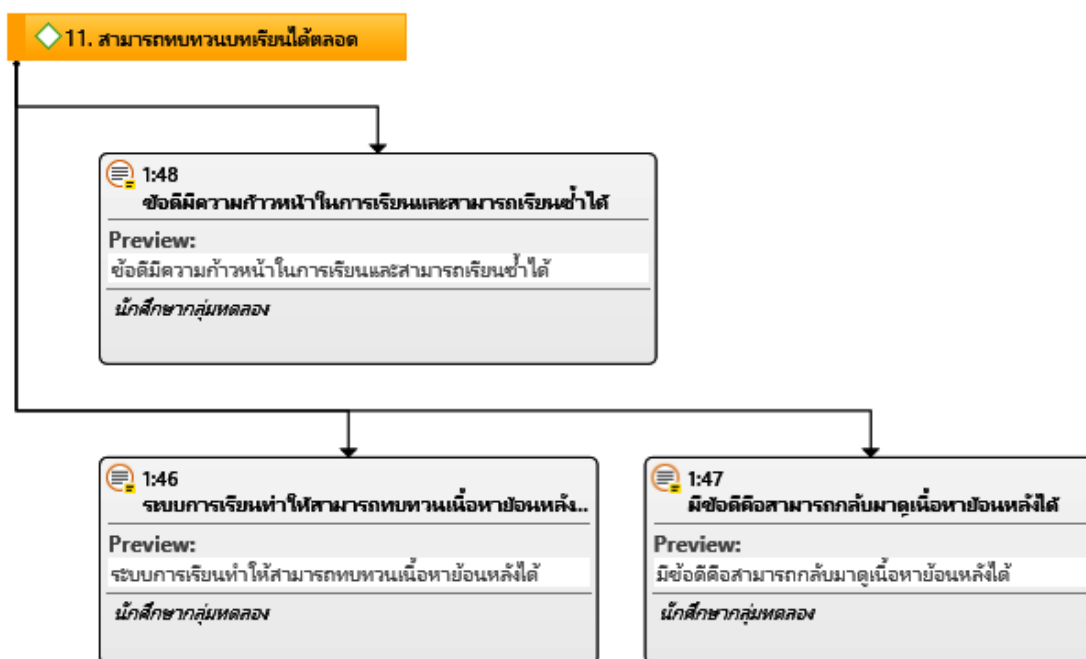 11. สามารถทบทวนบทเรียนได้ตลอด
1:48
ข้อดีมีความก้าวหน้าในการเรียนและสามารถเรียนซ้ำได้
Preview:
ข้อดีมีความก้าวหน้าในการเรียนและสามารถเรียนซ้ำได้
นักศึกษากลุ่มทดลอง
1:46
ระบบการเรียนทำให้สามารถทบทวนเนื้อหาย้อนหลัง...
Preview:
ระบบการเรียนทำให้สามารถทบทวนเนื้อหาย้อนหลังได้
นักศึกษากลุ่มทดลอง
1:47
มีข้อดีคือสามารถกลับมาดูเนื้อหาย้อนหลังได้
Preview:
มีข้อดีคือสามารถกลับมาดูเนื้อหาย้อนหลังได้
นักศึกษากลุ่มทดลอง